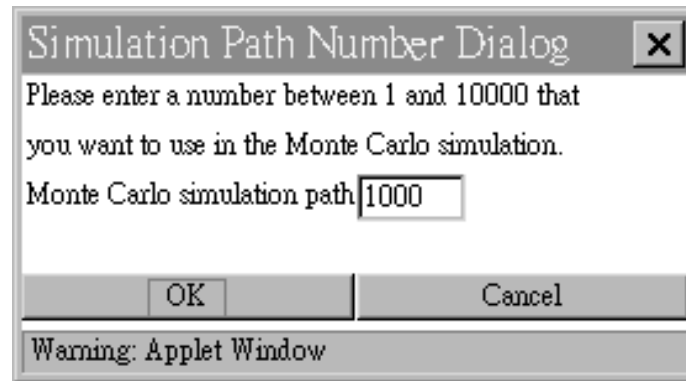 Simulation Path Number Dialog
Please enter a number between 1 and 10000 that
you want to use in the Monte Carlo simulation.
Monte Carlo simulation path 1000
OK Cancel
Warning: Applet Window